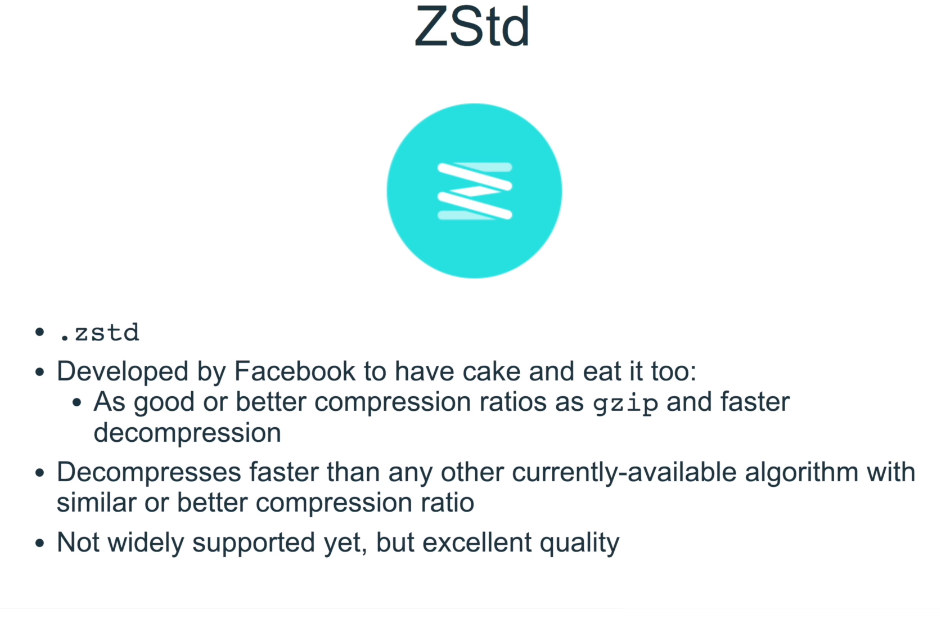 ZStd
• .zstd
• Developed by Facebook to have cake and eat it too:
• As good or better compression ratios as gzip and faster
decompression
• Decompresses faster than any other currently-available algorithm with
similar or better compression ratio
• Not widely supported yet, but excellent quality